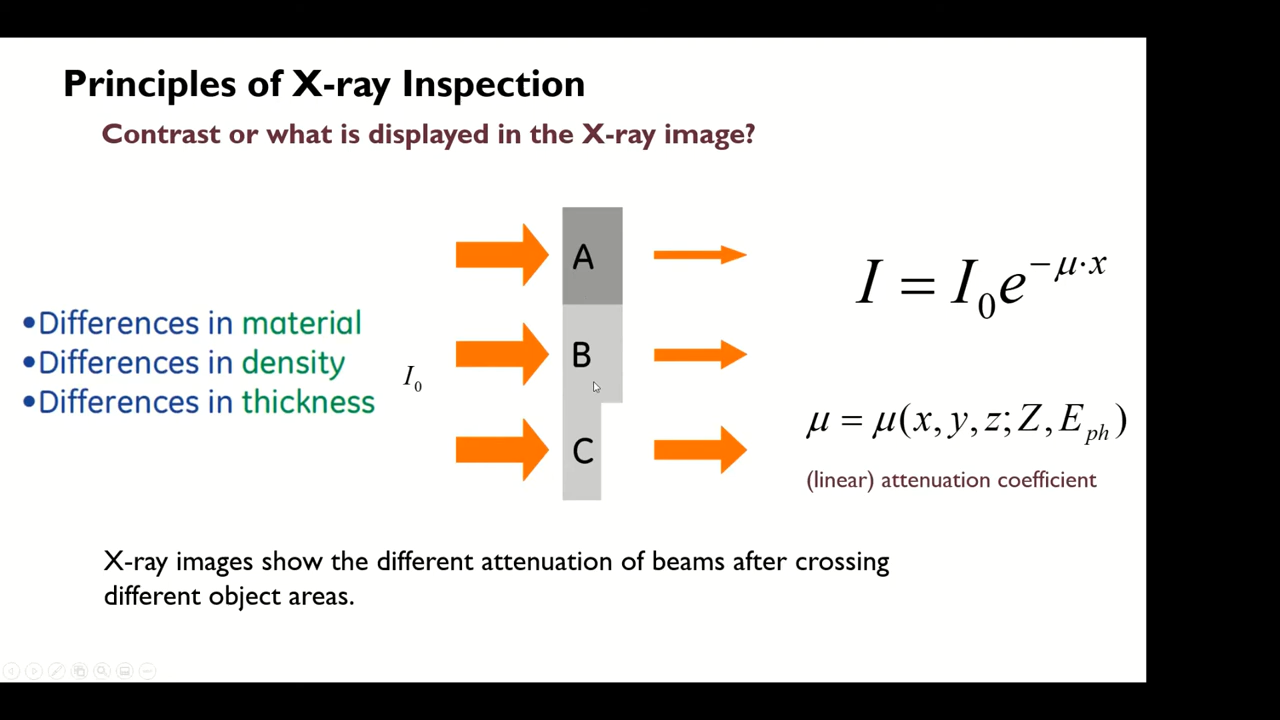 Principles of X-ray Inspection
Contrast or what is displayed in the X-ray image?
•Differences in material
•Differences in density
•Differences in thickness
I₀
A
B
C
I = I₀e^(−μ·x)
μ = μ(x, y, z; Z, E_ph)
(linear) attenuation coefficient
X-ray images show the different attenuation of beams after crossing
different object areas.